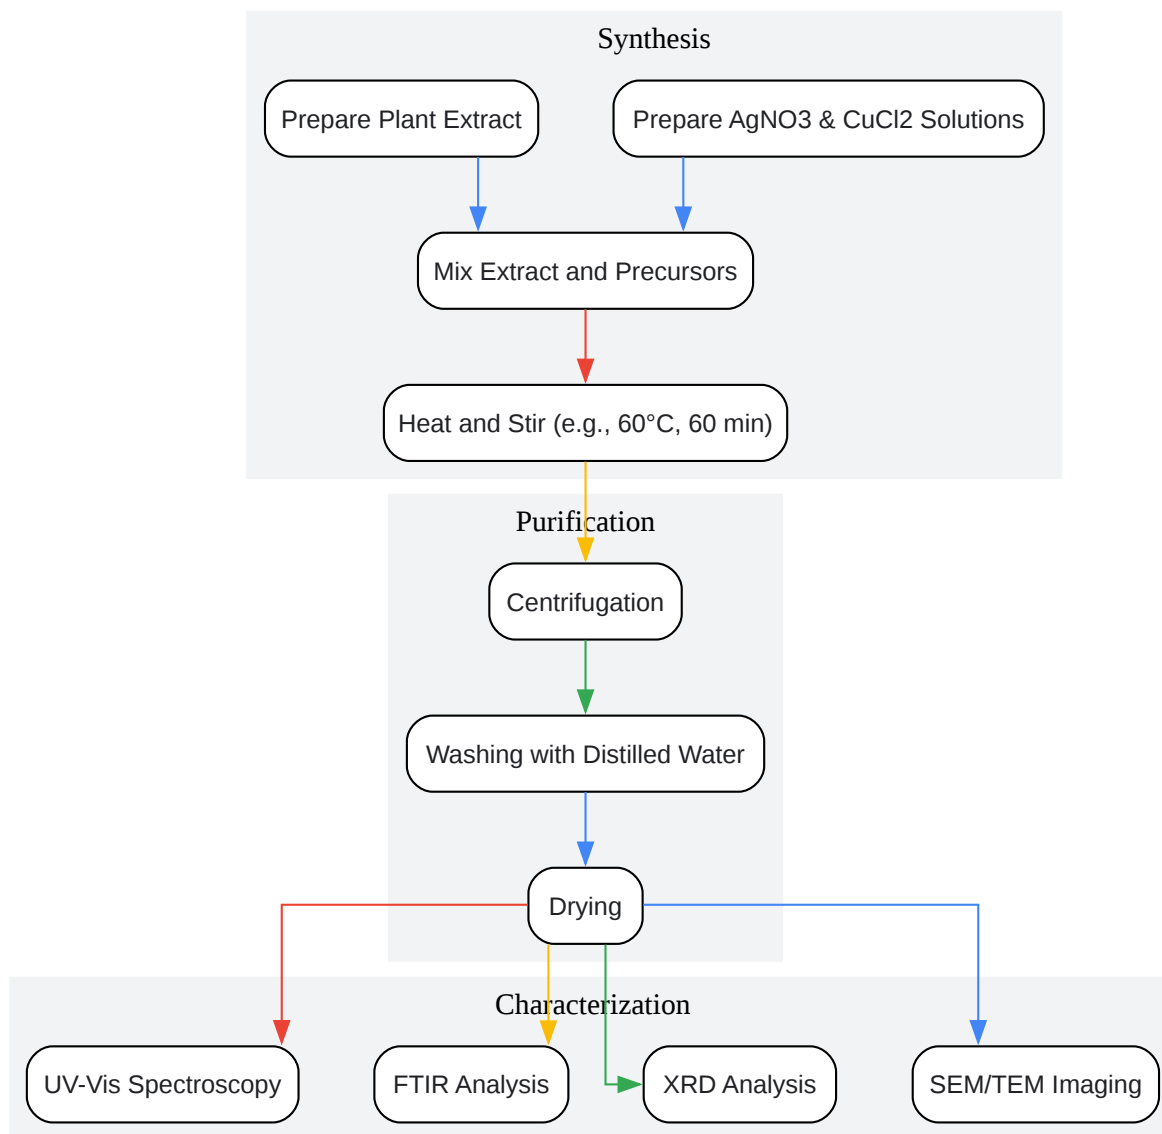 Synthesis
Prepare Plant Extract
Prepare AgNO3 & CuCl2 Solutions
Mix Extract and Precursors
Heat and Stir (e.g., 60°C, 60 min)
Purification
Centrifugation
Washing with Distilled Water
Drying
Characterization
UV-Vis Spectroscopy
FTIR Analysis
XRD Analysis
SEM/TEM Imaging